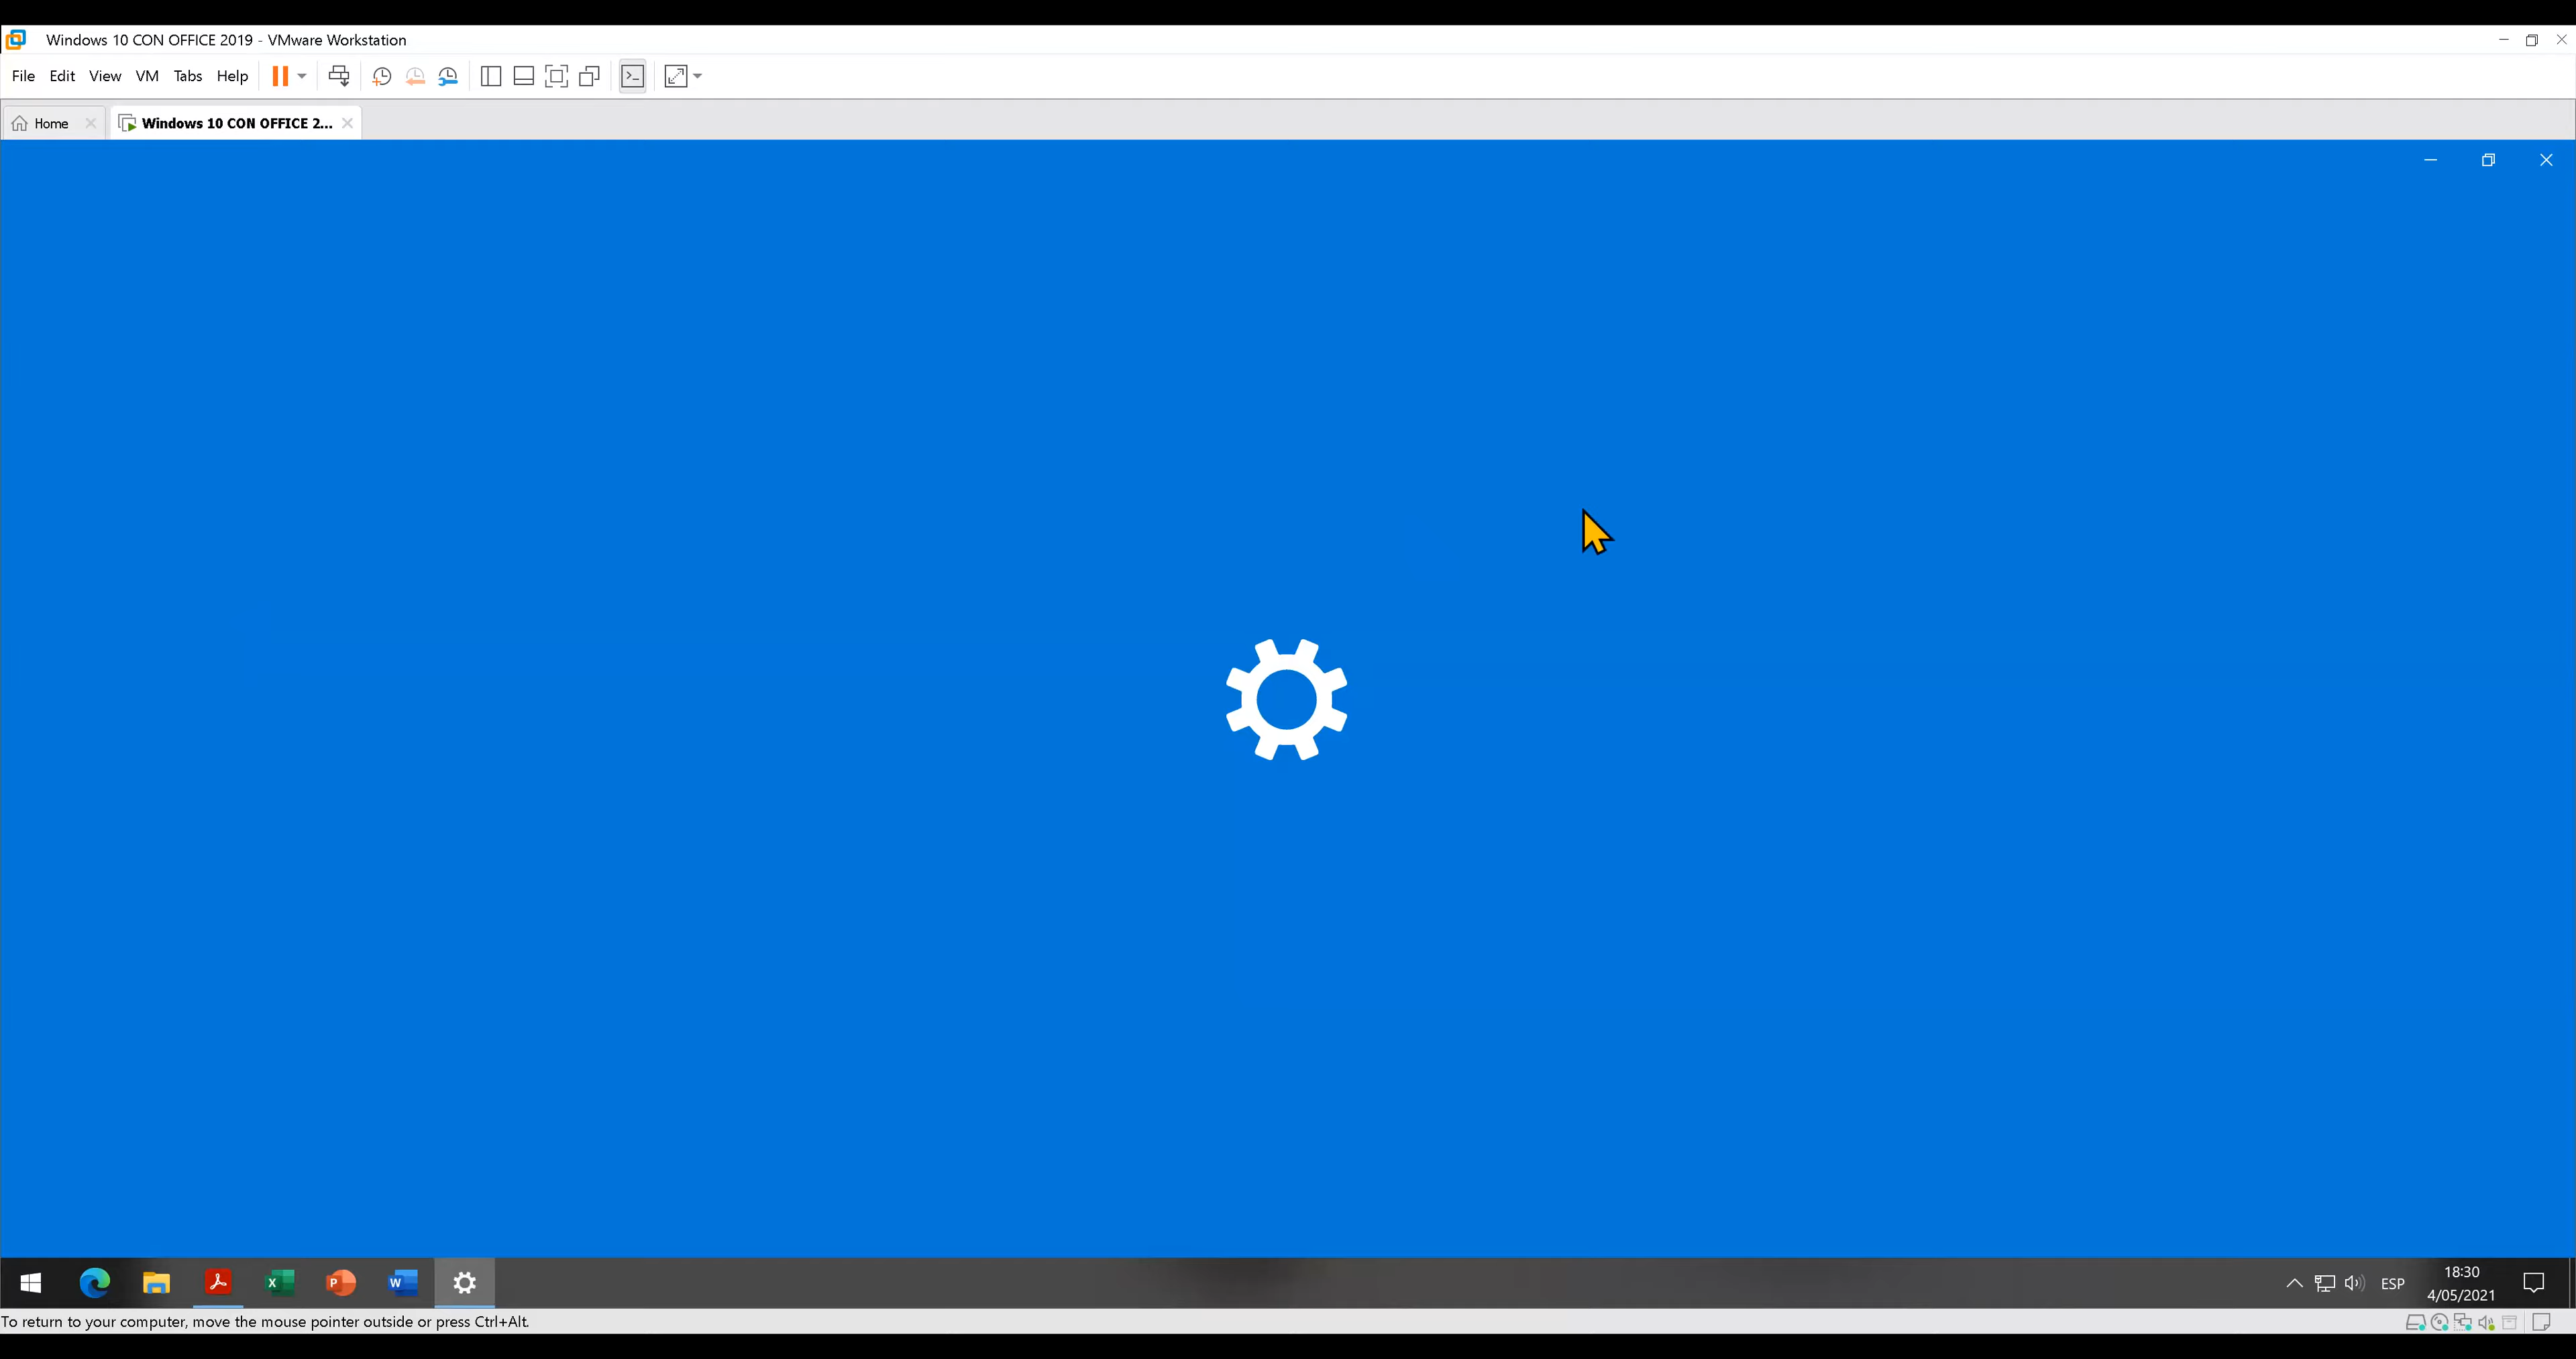 Windows 10 CON OFFICE 2019 - VMware Workstation
File Edit View VM Tabs Help
Home
Windows 10 CON OFFICE 2...
ESP
18:30
4/05/2021
To return to your computer, move the mouse pointer outside or press Ctrl+Alt.